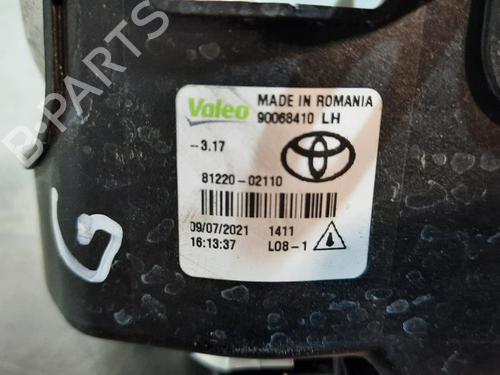 Valeo MADE IN ROMANIA
90068410 LH
-3.17
81220-02110
09/07/2021 1411
16:13:37 L08-1
B-PARTS